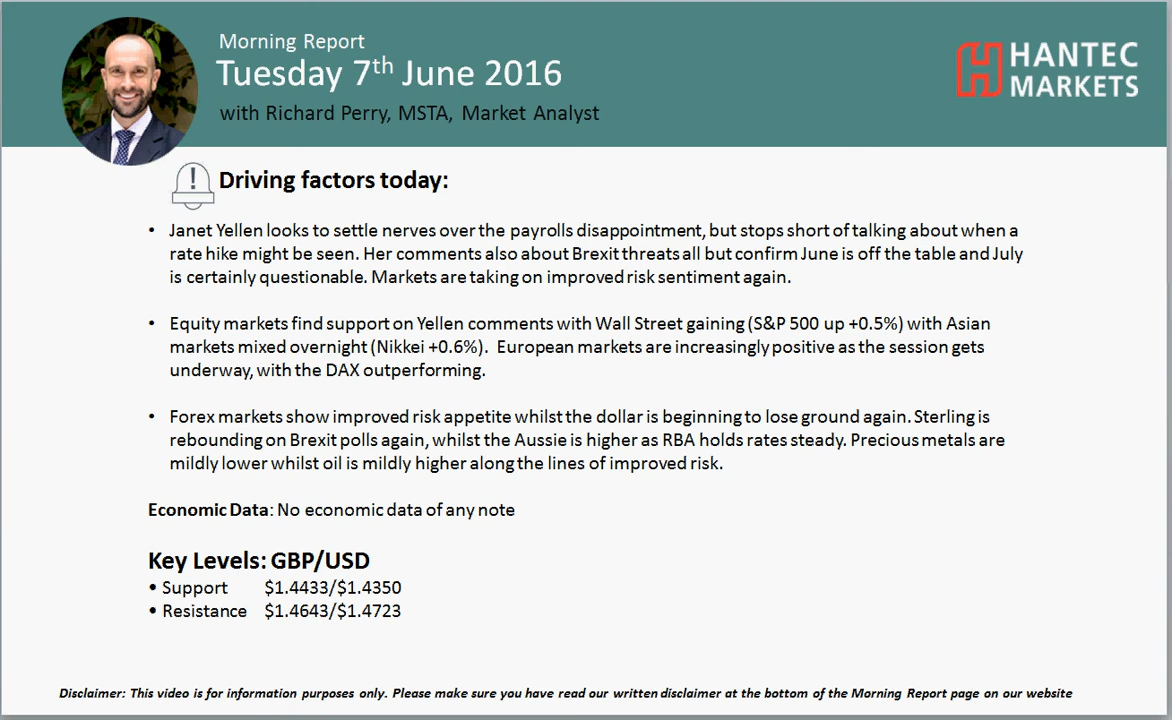 Morning Report
Tuesday 7th June 2016
with Richard Perry, MSTA, Market Analyst
HANTEC
MARKETS
!
Driving factors today:
• Janet Yellen looks to settle nerves over the payrolls disappointment, but stops short of talking about when a
rate hike might be seen. Her comments also about Brexit threats all but confirm June is off the table and July
is certainly questionable. Markets are taking on improved risk sentiment again.
• Equity markets find support on Yellen comments with Wall Street gaining (S&P 500 up +0.5%) with Asian
markets mixed overnight (Nikkei +0.6%). European markets are increasingly positive as the session gets
underway, with the DAX outperforming.
• Forex markets show improved risk appetite whilst the dollar is beginning to lose ground again. Sterling is
rebounding on Brexit polls again, whilst the Aussie is higher as RBA holds rates steady. Precious metals are
mildly lower whilst oil is mildly higher along the lines of improved risk.
Economic Data: No economic data of any note
Key Levels: GBP/USD
• Support $1.4433/$1.4350
• Resistance $1.4643/$1.4723
Disclaimer: This video is for information purposes only. Please make sure you have read our written disclaimer at the bottom of the Morning Report page on our website